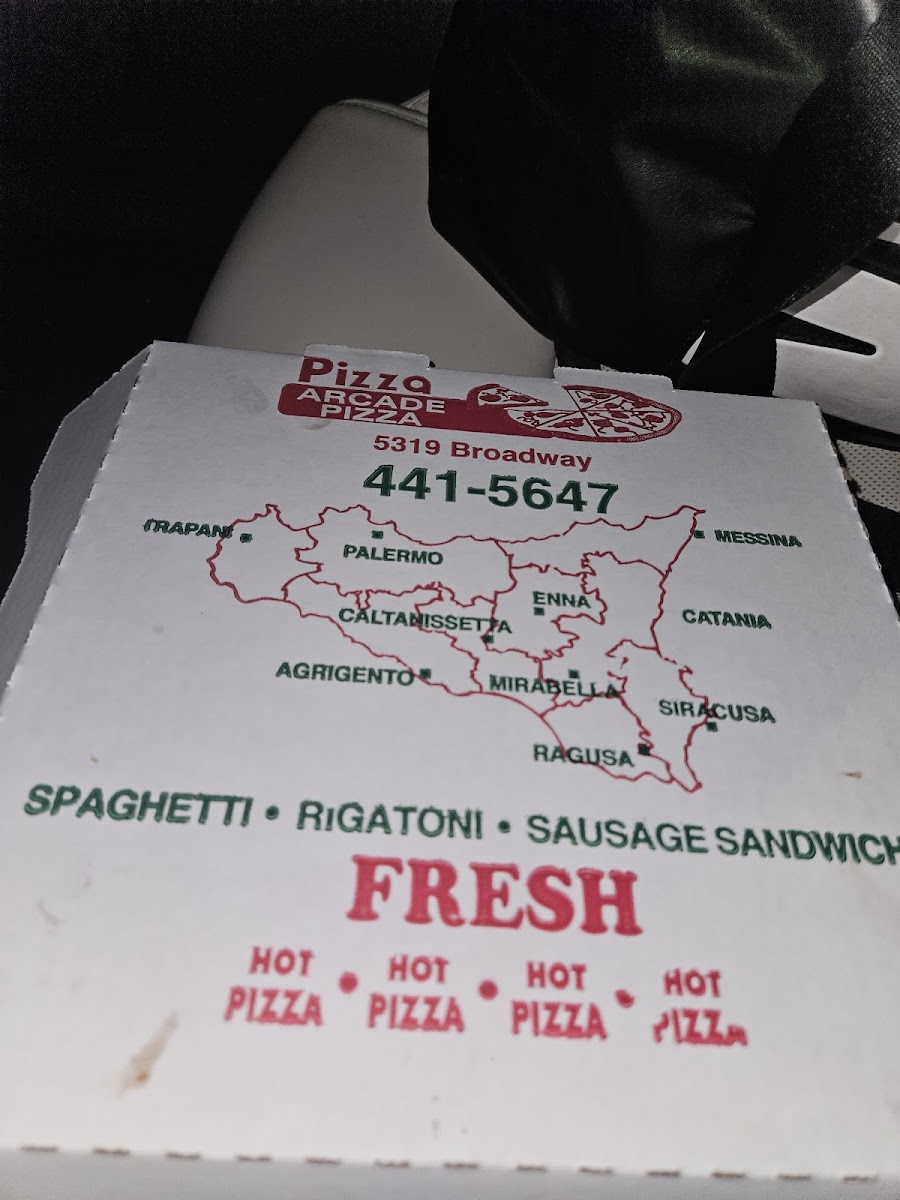 Pizza
ARCADE
PIZZA
5319 Broadway
441-5647
TRAPANI
PALERMO
MESSINA
ENNA
CALTANISSETTA
CATANIA
AGRIGENTO
MIRABELLA
SIRACUSA
RAGUSA
SPAGHETTI • RiGATONI • SAUSAGE SANDWICH
FRESH
HOT • HOT • HOT • HOT
PIZZA PIZZA PIZZA PIZZA